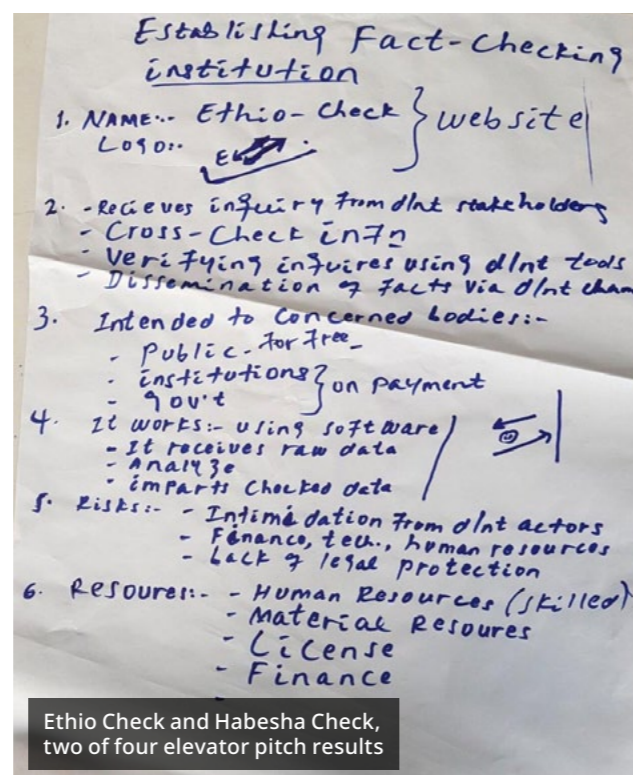 Establishing Fact-Checking
institution
1. NAME:- Ethio-Check } website
Logo:-
2. - Recieves inquiry from d/nt stakeholders
- Cross-Check infn
- Verifying inquires using d/nt tools
- Dissemination of facts via d/nt cham
3. Intended to concerned bodies:-
- Public - for free
- institutions } on payment
- gov't
4. It works:- using software
- It receives raw data
- Analyze
- imparts checked data
5. Risks:- - Intimidation from d/nt actors
- Finance, tech., human resources
- Lack of legal protection
6. Resoures:- - Human Resources (skilled)
- Material Resoures
- License
- Finance
Ethio Check and Habesha Check,
two of four elevator pitch results